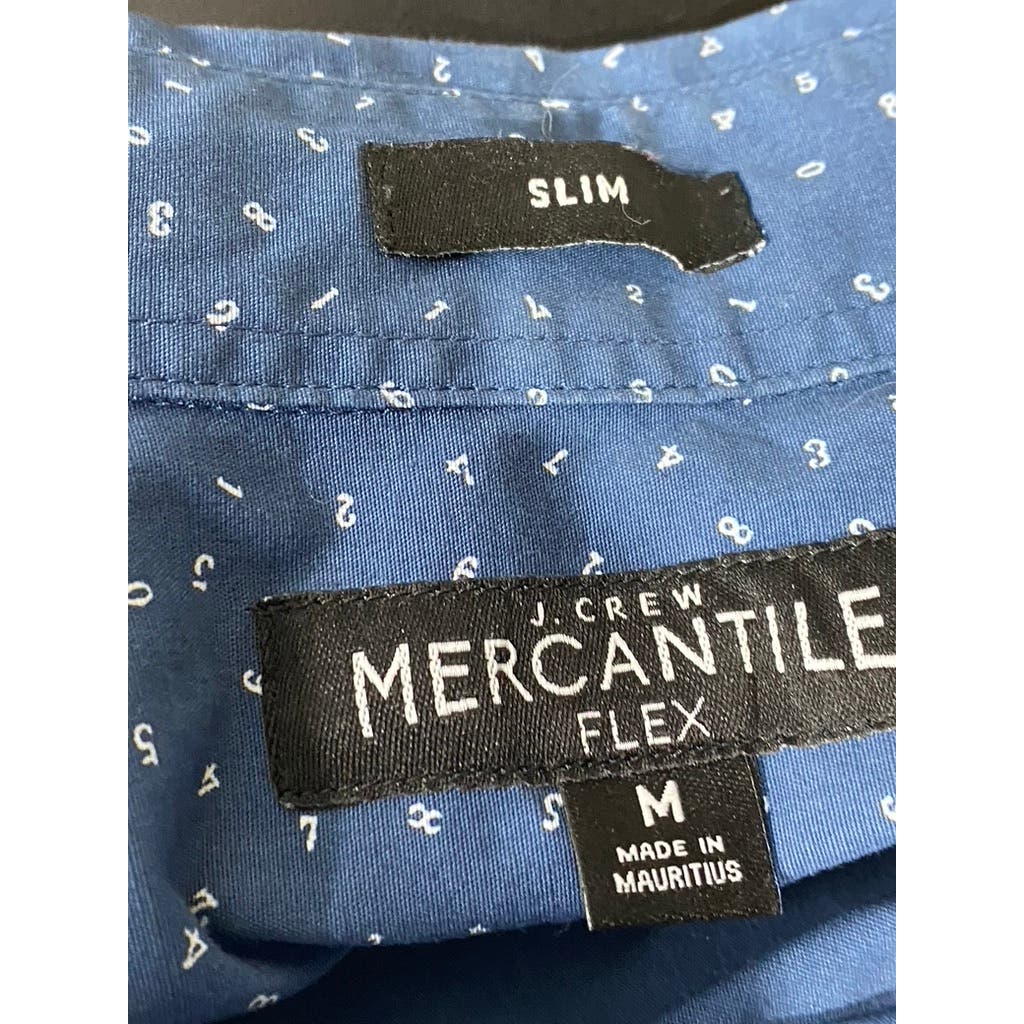 SLIM
J. CREW
MERCANTILE
FLEX
M
MADE IN
MAURITIUS